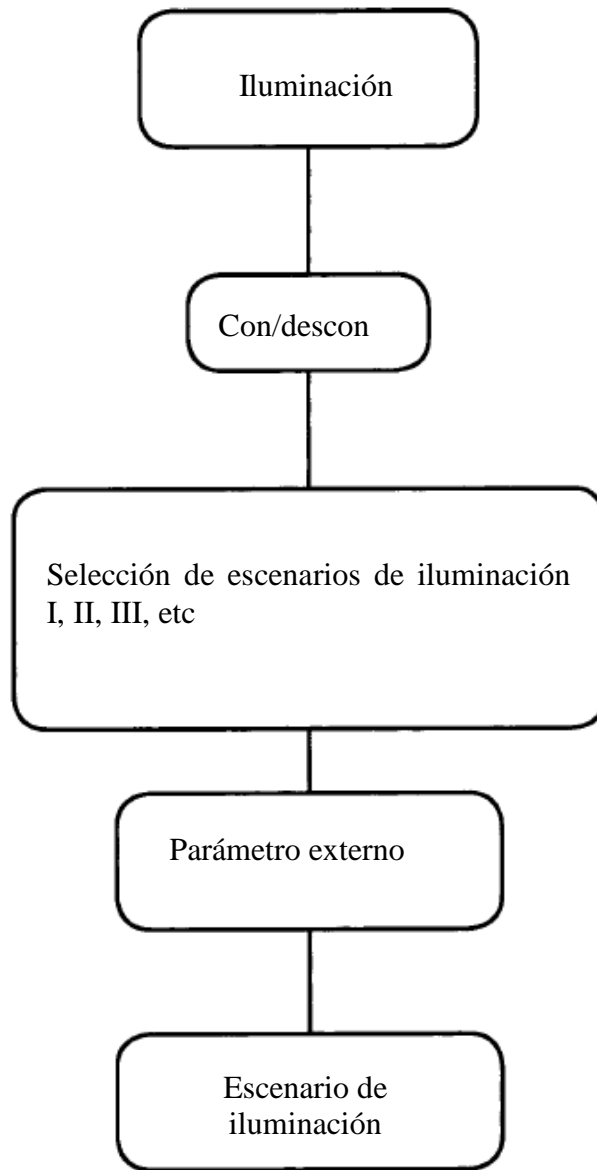 Iluminación
Con/descon
Selección de escenarios de iluminación
I, II, III, etc
Parámetro externo
Escenario de
iluminación